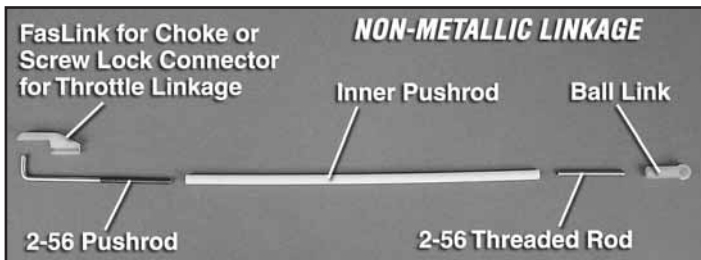 NON-METALLIC LINKAGE
FasLink for Choke or
Screw Lock Connector
for Throttle Linkage
Inner Pushrod
Ball Link
2-56 Pushrod
2-56 Threaded Rod